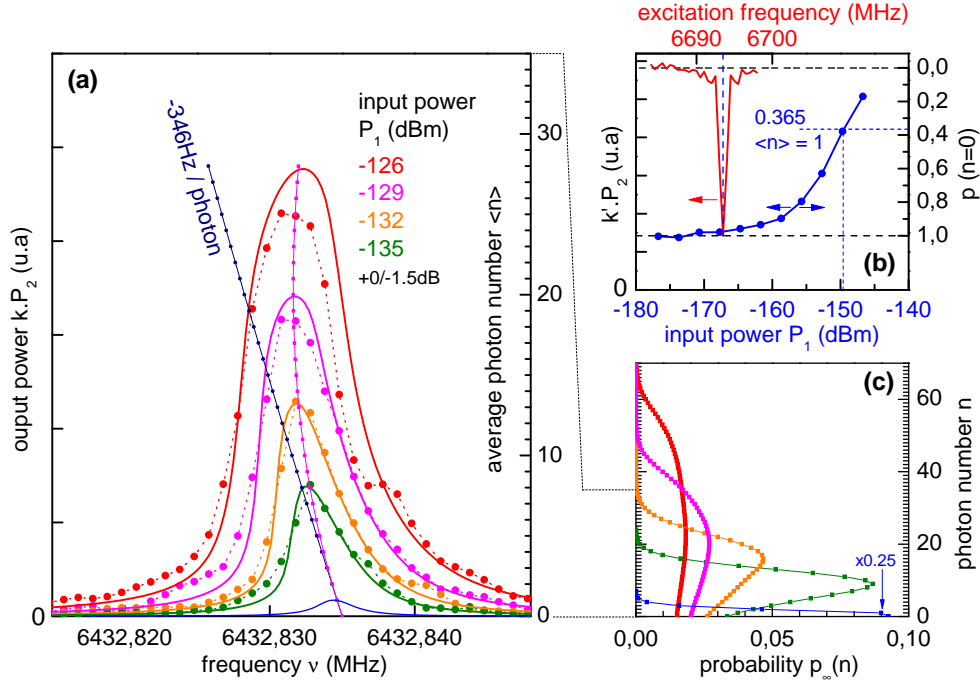 (a)
-346Hz / photon
input power
P1 (dBm)
-126
-129
-132
-135
+0/-1.5dB
ouput power k.P2 (u.a)
0
6432,820
6432,830
6432,840
frequency ν (MHz)
30
20
10
0
average photon number <n>
excitation frequency (MHz)
6690
6700
k'.P2 (u.a)
0
0.365
<n> = 1
(b)
0,0
0,2
0,4
0,6
0,8
1,0
p (n=0)
-180
-170
-160
-150
-140
input power P1 (dBm)
(c)
x0.25
60
40
20
0
photon number n
0,00
0,05
0,10
probability p∞(n)